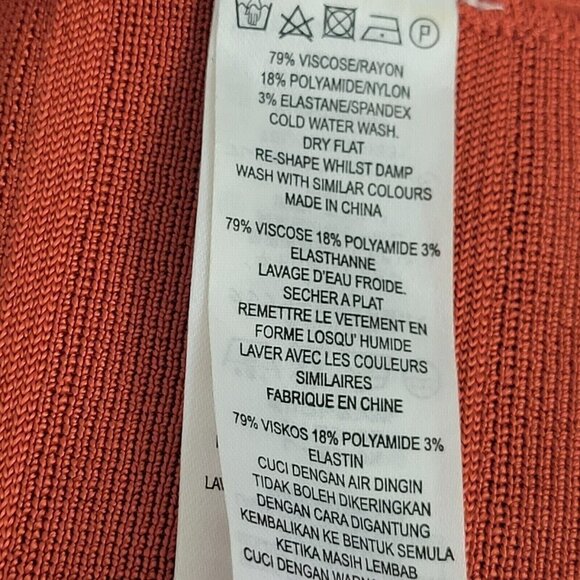 P
79% VISCOSE/RAYON
18% POLYAMIDE/NYLON
3% ELASTANE/SPANDEX
COLD WATER WASH.
DRY FLAT
RE-SHAPE WHILST DAMP
WASH WITH SIMILAR COLOURS
MADE IN CHINA
79% VISCOSE 18% POLYAMIDE 3%
ELASTHANNE
LAVAGE D'EAU FROIDE.
SECHER A PLAT
REMETTRE LE VETEMENT EN
FORME LOSQU' HUMIDE
LAVER AVEC LES COULEURS
SIMILAIRES
FABRIQUE EN CHINE
79% VISKOS 18% POLYAMIDE 3%
ELASTIN
CUCI DENGAN AIR DINGIN
TIDAK BOLEH DIKERINGKAN
DENGAN CARA DIGANTUNG
KEMBALIKAN KE BENTUK SEMULA
KETIKA MASIH LEMBAB
CUCI DENGAN